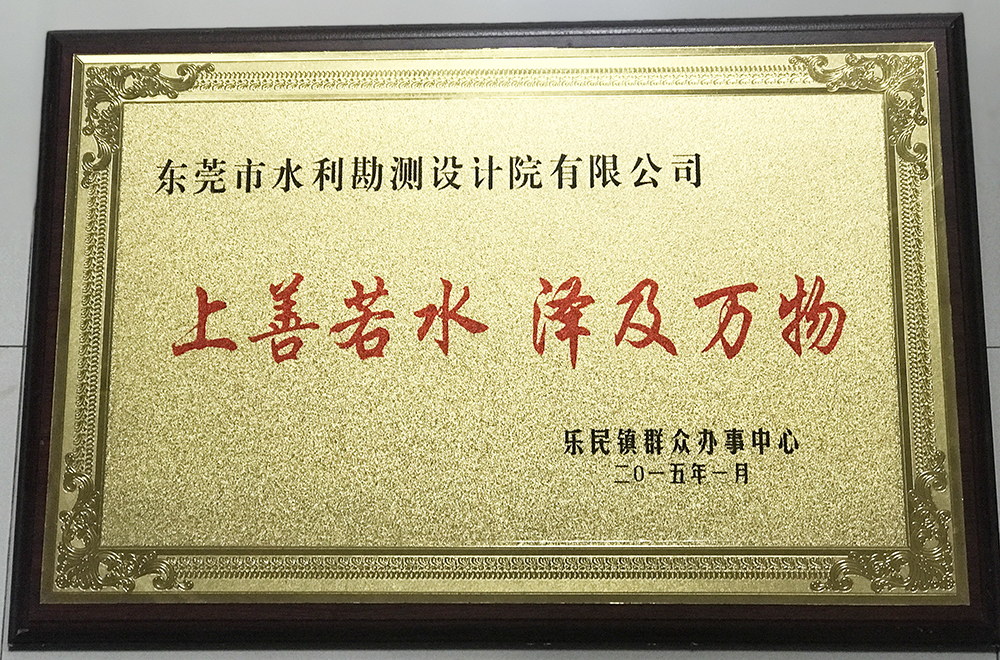 东莞市水利勘测设计院有限公司
上善若水 泽及万物
乐民镇群众办事中心
二〇一五年一月